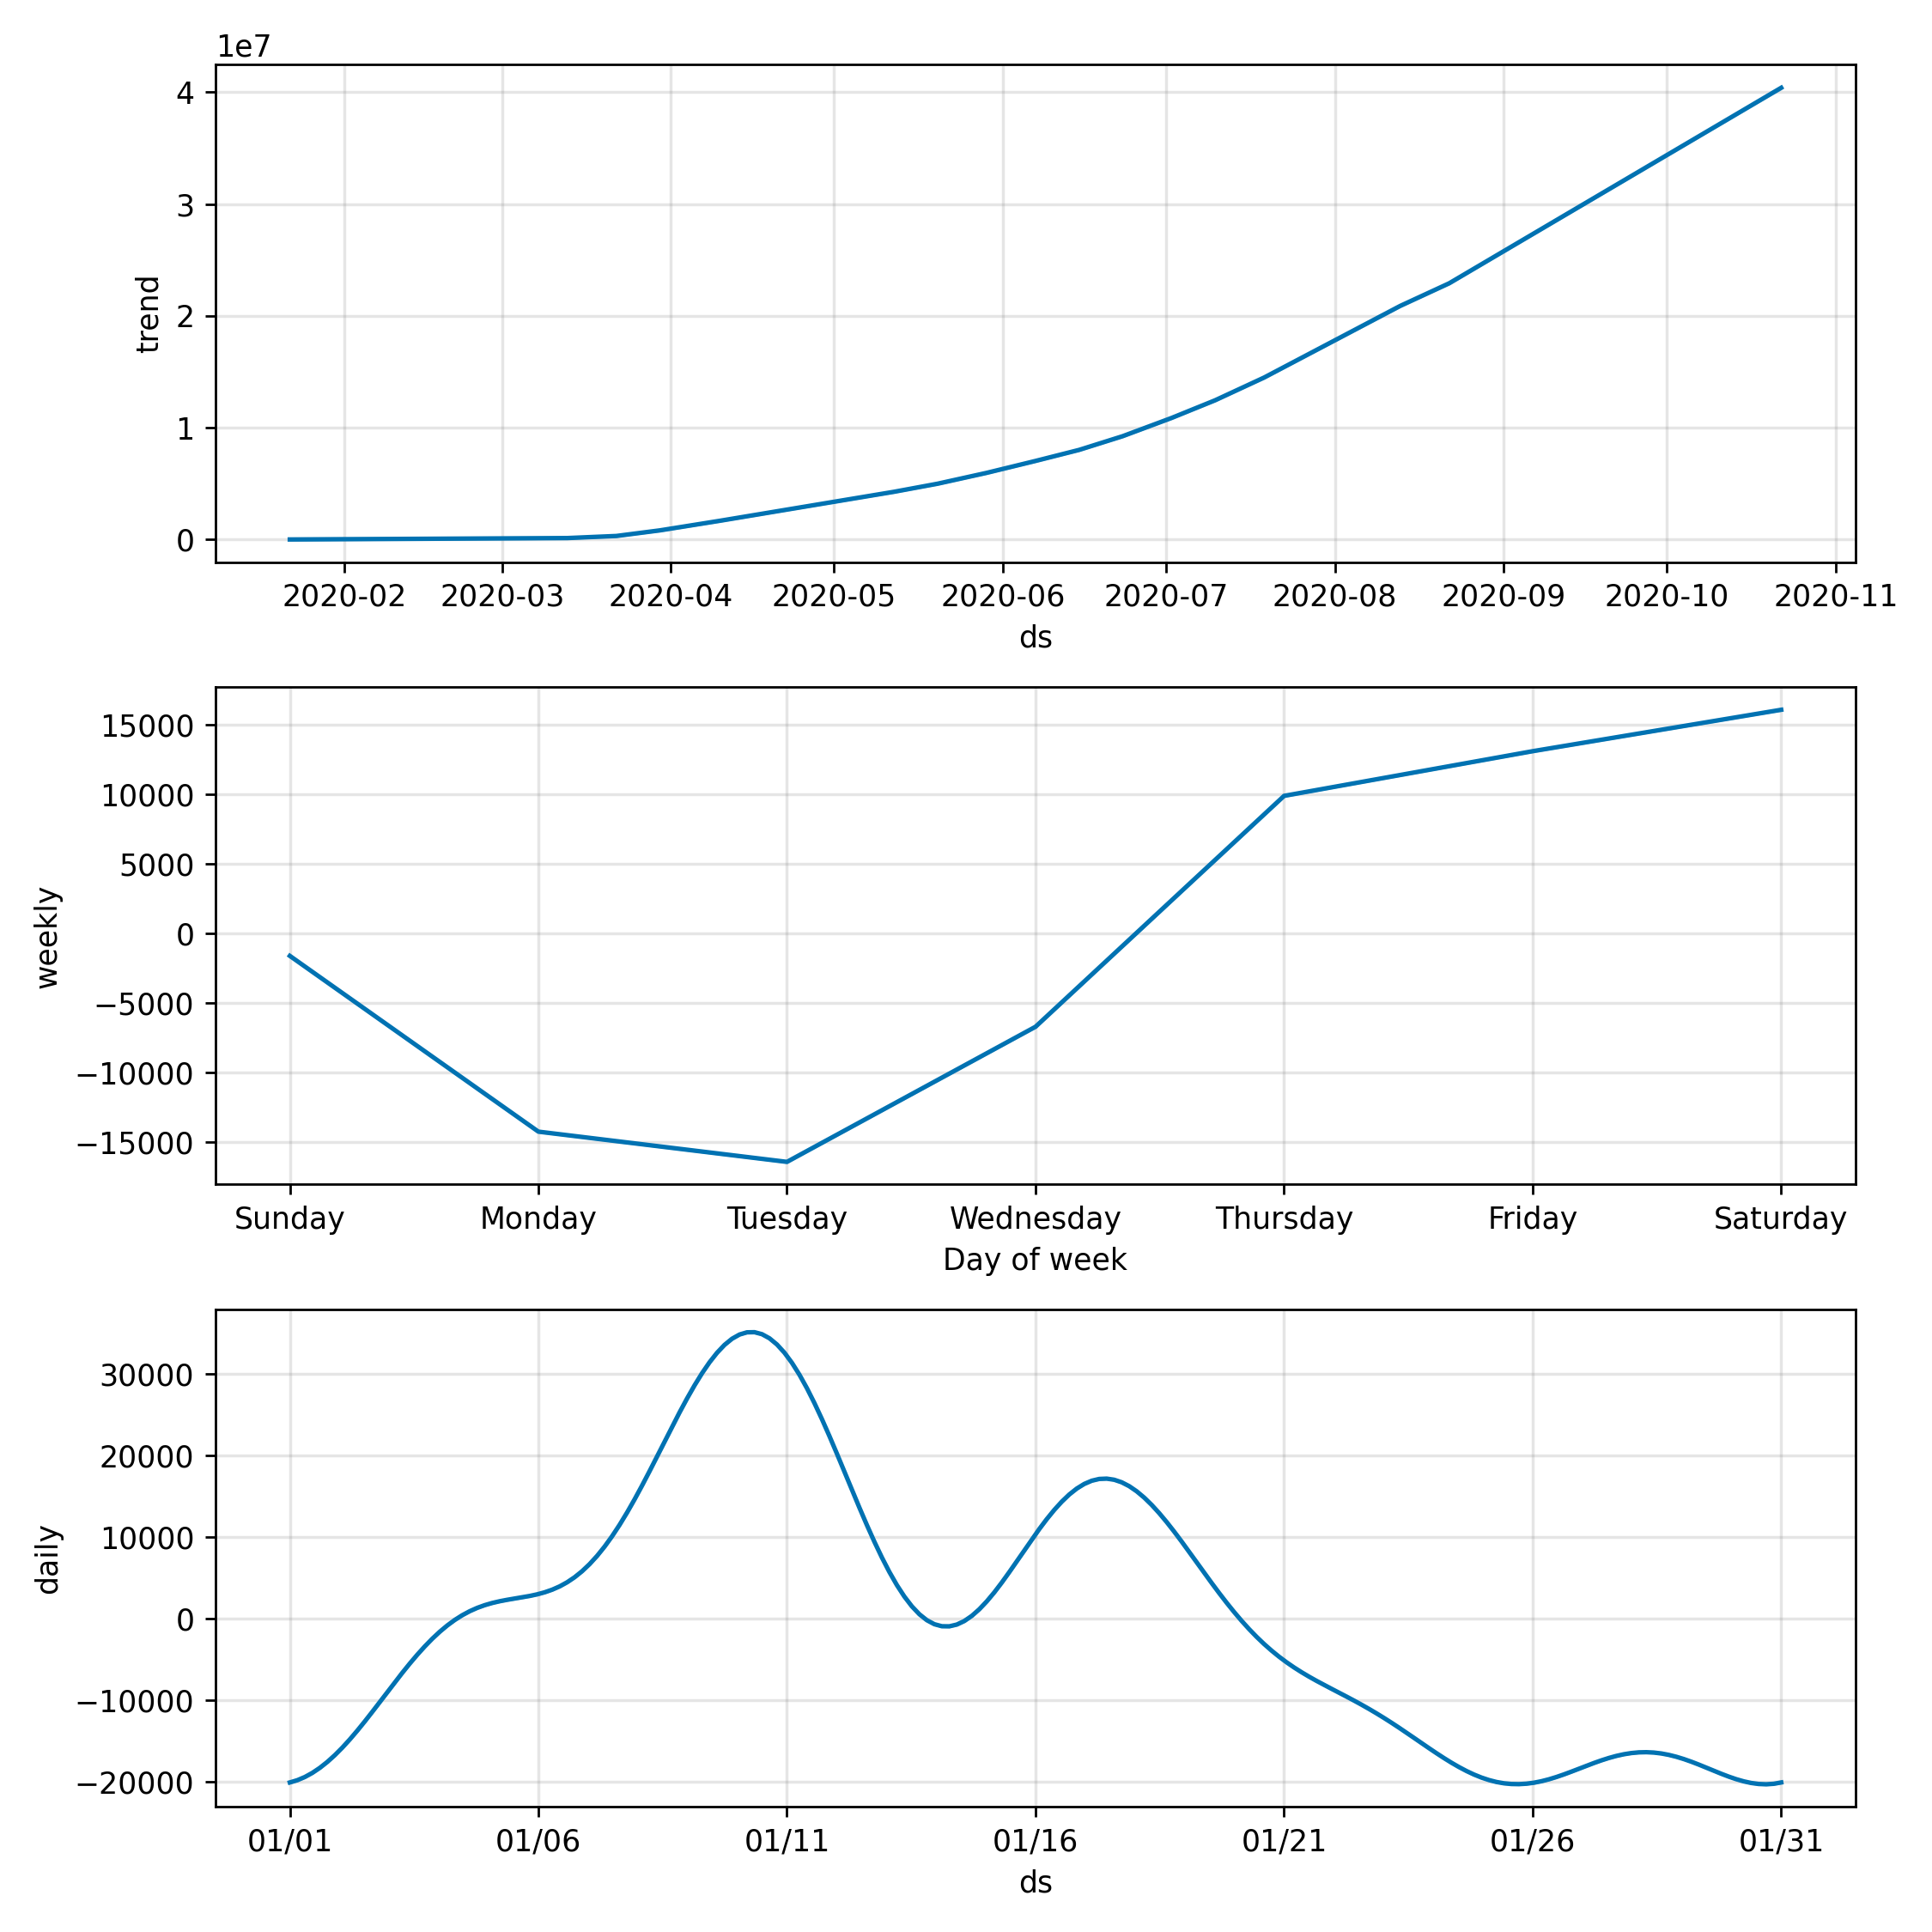 1e7
4
3
2
1
0
trend
2020-02 2020-03 2020-04 2020-05 2020-06 2020-07 2020-08 2020-09 2020-10 2020-11
ds
15000
10000
5000
0
−5000
−10000
−15000
weekly
Sunday Monday Tuesday Wednesday Thursday Friday Saturday
Day of week
30000
20000
10000
0
−10000
−20000
daily
01/01 01/06 01/11 01/16 01/21 01/26 01/31
ds